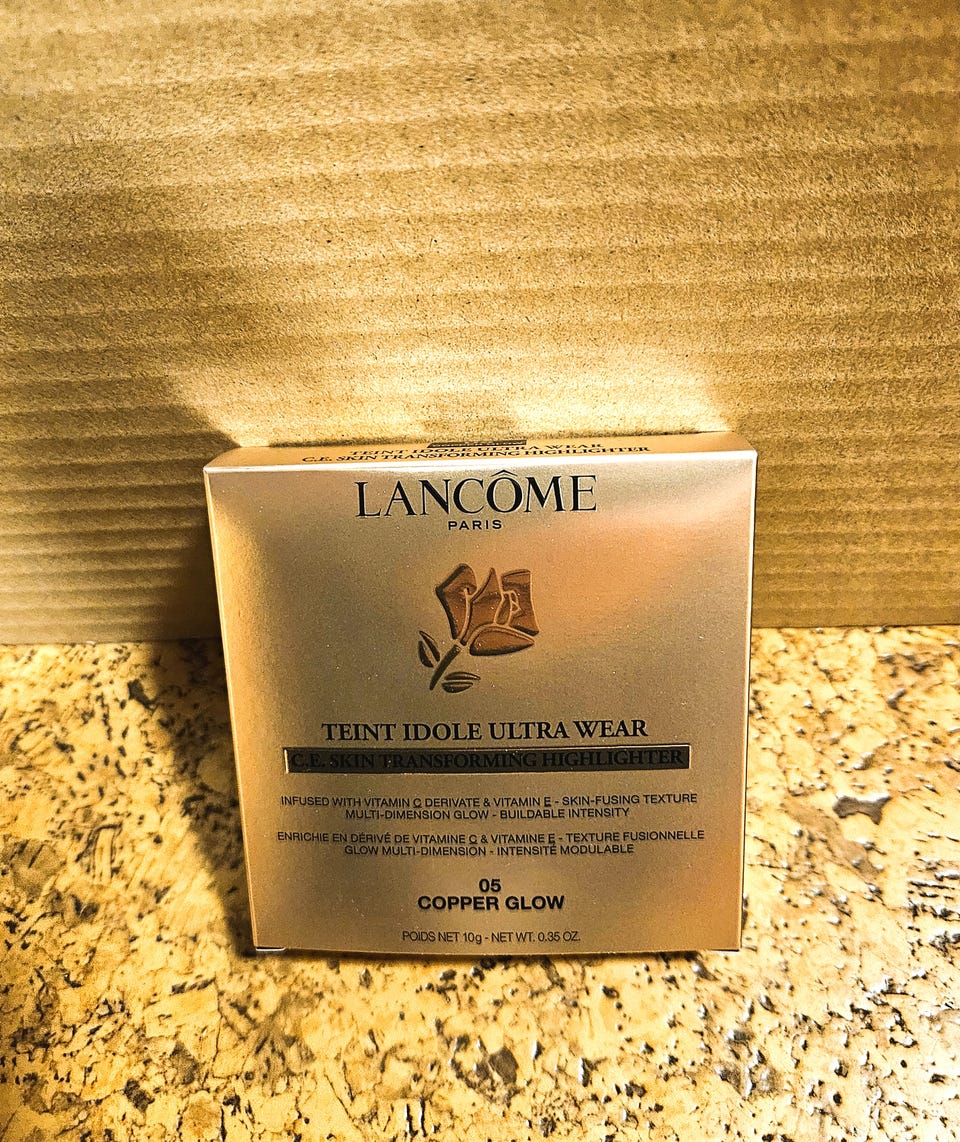 TEINT IDOLE ULTRA WEAR
C.E. SKIN TRANSFORMING HIGHLIGHTER
LANCÔME
PARIS
TEINT IDOLE ULTRA WEAR
C.E. SKIN TRANSFORMING HIGHLIGHTER
INFUSED WITH VITAMIN C DERIVATE & VITAMIN E - SKIN-FUSING TEXTURE
MULTI-DIMENSION GLOW - BUILDABLE INTENSITY
ENRICHIE EN DÉRIVÉ DE VITAMINE C & VITAMINE E - TEXTURE FUSIONNELLE
GLOW MULTI-DIMENSION - INTENSITÉ MODULABLE
05
COPPER GLOW
POIDS NET 10g - NET WT. 0.35 OZ.